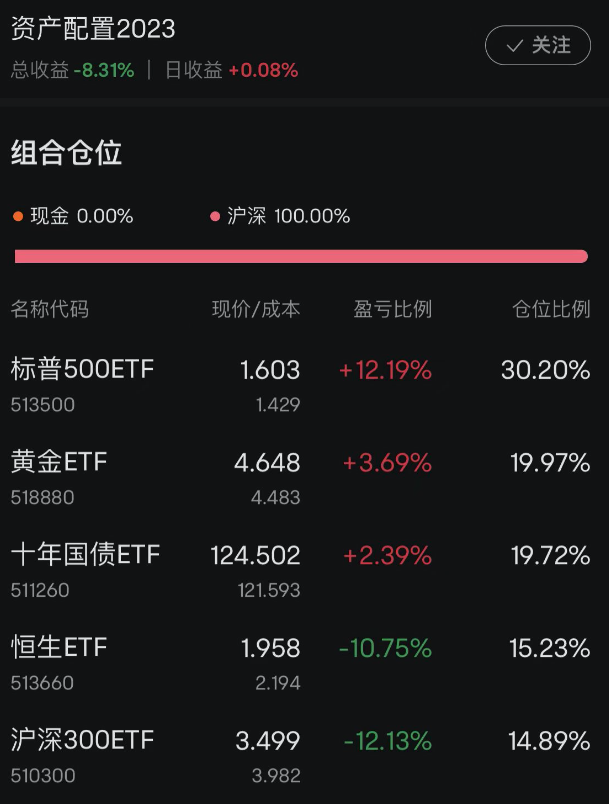 资产配置2023
关注
总收益 -8.31% | 日收益 +0.08%
组合仓位
现金 0.00% 沪深 100.00%
名称代码 现价/成本 盈亏比例 仓位比例
标普500ETF 1.603 +12.19% 30.20%
513500 1.429
黄金ETF 4.648 +3.69% 19.97%
518880 4.483
十年国债ETF 124.502 +2.39% 19.72%
511260 121.593
恒生ETF 1.958 -10.75% 15.23%
513660 2.194
沪深300ETF 3.499 -12.13% 14.89%
510300 3.982